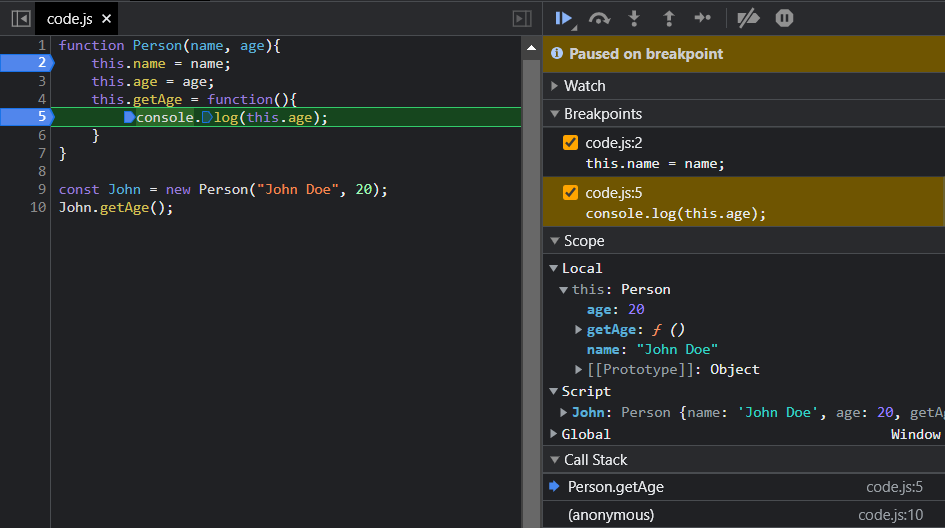 code.js ×
1 function Person(name, age){
2 this.name = name;
3 this.age = age;
4 this.getAge = function(){
5 console.log(this.age);
6 }
7 }
8
9 const John = new Person("John Doe", 20);
10 John.getAge();
Paused on breakpoint
Watch
Breakpoints
code.js:2
this.name = name;
code.js:5
console.log(this.age);
Scope
Local
this: Person
age: 20
getAge: ƒ ()
name: "John Doe"
[[Prototype]]: Object
Script
John: Person {name: 'John Doe', age: 20, getA
Global Window
Call Stack
Person.getAge code.js:5
(anonymous) code.js:10